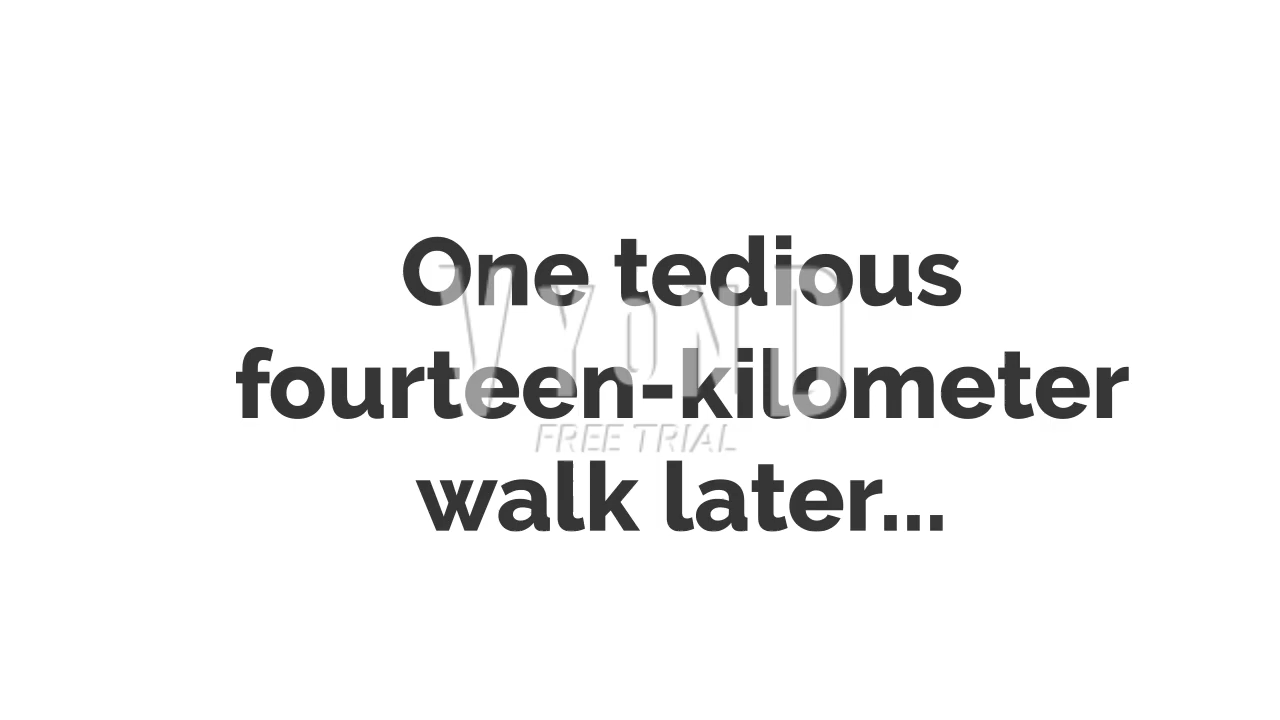 One tedious
fourteen-kilometer
walk later...
VYOND
FREE TRIAL